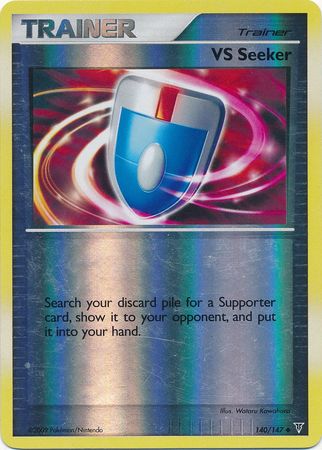 TRAINER
Trainer
VS Seeker
Search your discard pile for a Supporter
card, show it to your opponent, and put
it into your hand.
Illus. Wataru Kawahara
©2009 Pokémon/Nintendo
140/147 ◆